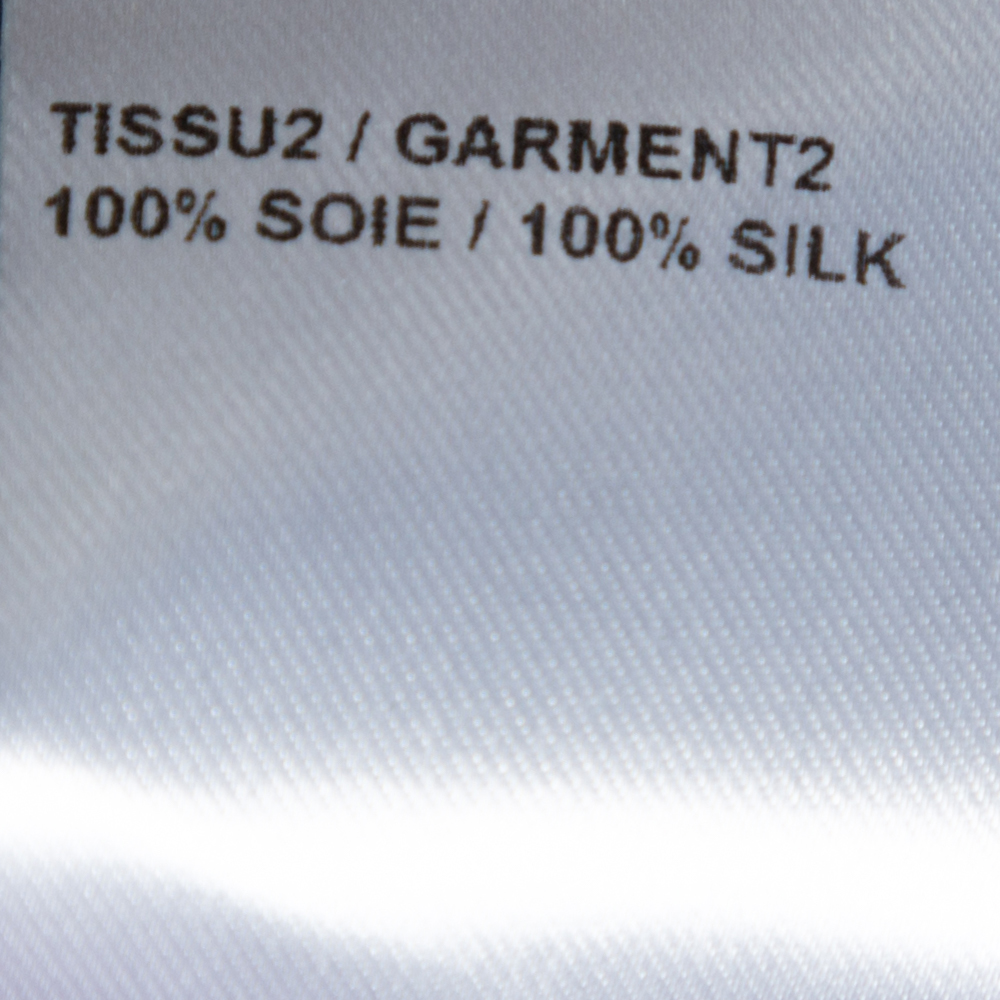 TISSU2 / GARMENT2
100% SOIE / 100% SILK